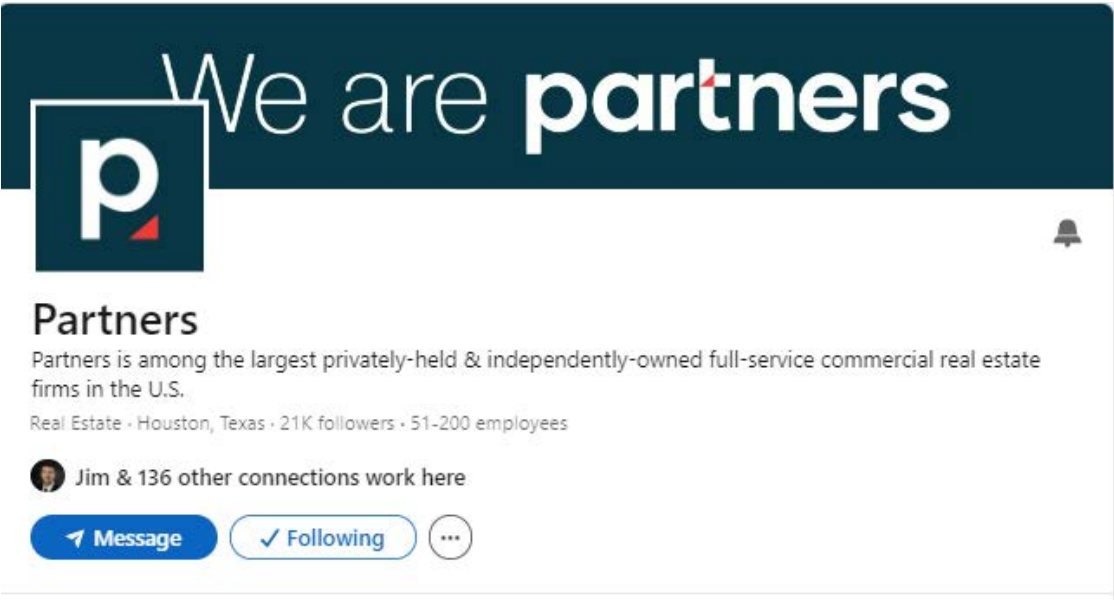 We are partners
p
Partners
Partners is among the largest privately-held & independently-owned full-service commercial real estate
firms in the U.S.
Real Estate · Houston, Texas · 21K followers · 51-200 employees
Jim & 136 other connections work here
Message
Following